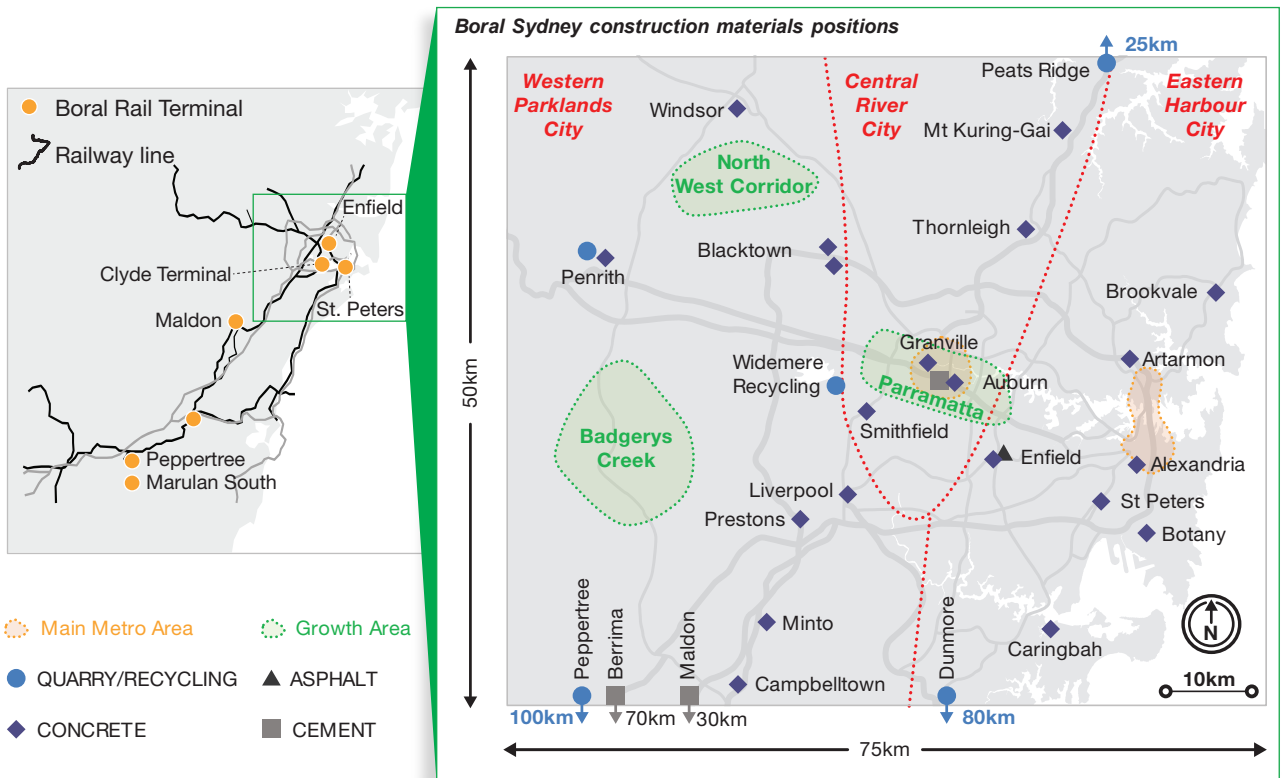 Boral Sydney construction materials positions
Boral Rail Terminal
Railway line
Enfield
Clyde Terminal
St. Peters
Maldon
Peppertree
Marulan South
Main Metro Area
Growth Area
QUARRY/RECYCLING
ASPHALT
CONCRETE
CEMENT
50km
75km
Western
Parklands
City
Central
River
City
Eastern
Harbour
City
25km
Peats Ridge
Windsor
Mt Kuring-Gai
North
West Corridor
Thornleigh
Blacktown
Penrith
Brookvale
Granville
Artarmon
Widemere
Recycling
Auburn
Parramatta
Smithfield
Badgerys
Creek
Enfield
Alexandria
Liverpool
St Peters
Prestons
Botany
Minto
Caringbah
Campbelltown
Peppertree
Berrima
Maldon
Dunmore
100km
70km
30km
80km
N
10km